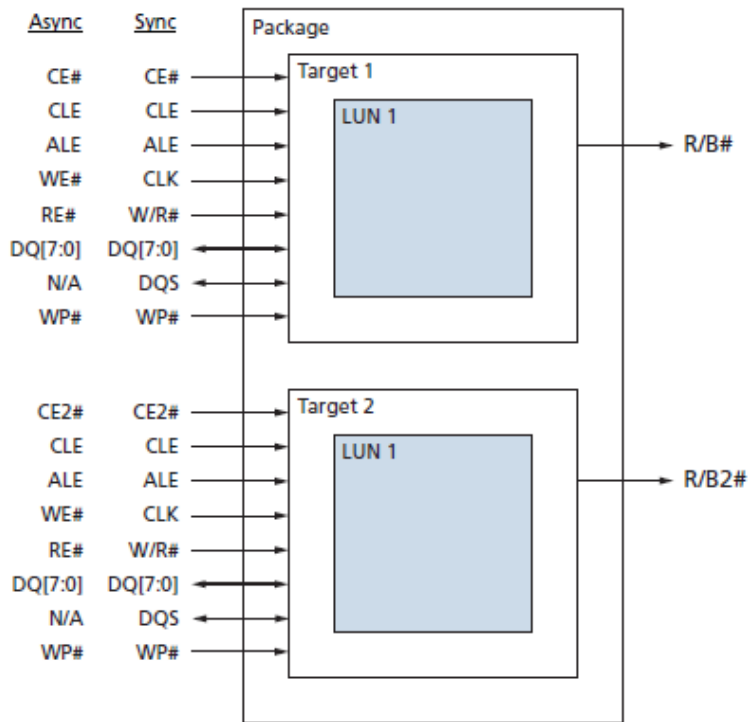 Async Sync Package
Target 1
CE# CE#
LUN 1
CLE CLE
ALE ALE R/B#
WE# CLK
RE# W/R#
DQ[7:0] DQ[7:0]
N/A DQS
WP# WP#
Target 2
CE2# CE2#
LUN 1
CLE CLE
ALE ALE R/B2#
WE# CLK
RE# W/R#
DQ[7:0] DQ[7:0]
N/A DQS
WP# WP#